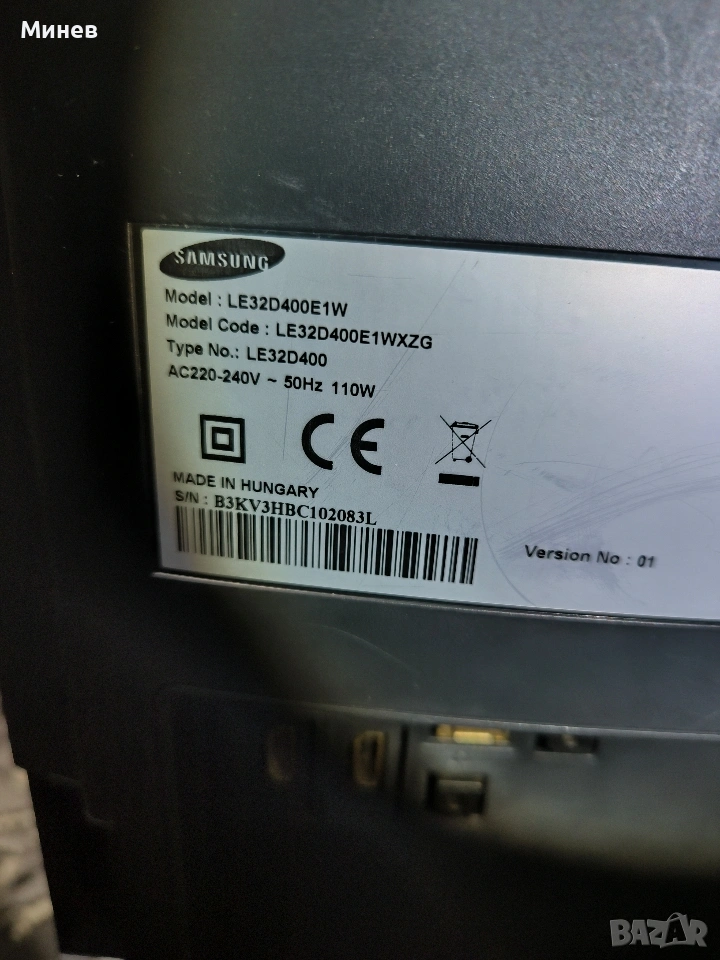 Минев
SAMSUNG
Model : LE32D400E1W
Model Code : LE32D400E1WXZG
Type No.: LE32D400
AC220-240V ~ 50Hz 110W
CE
MADE IN HUNGARY
S/N : B3KV3HBC102083L
Version No : 01
BAZAR